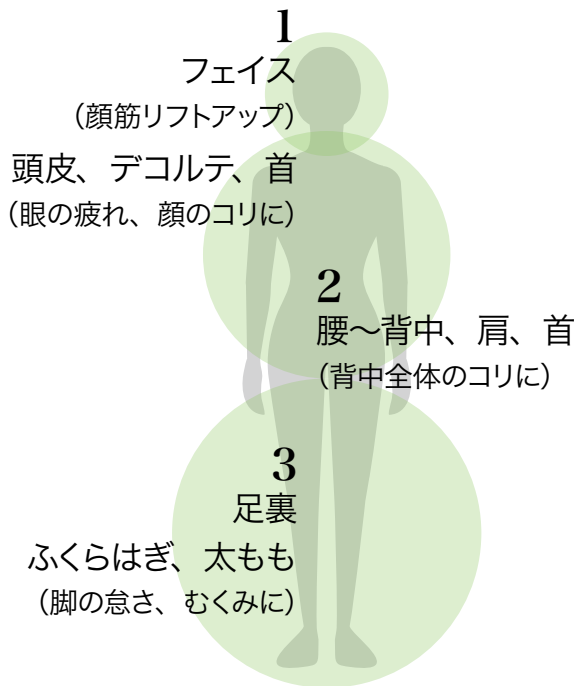 1
フェイス
（顔筋リフトアップ）
頭皮、デコルテ、首
（眼の疲れ、顔のコリに）
2
腰～背中、肩、首
（背中全体のコリに）
3
足裏
ふくらはぎ、太もも
（脚の怠さ、むくみに）